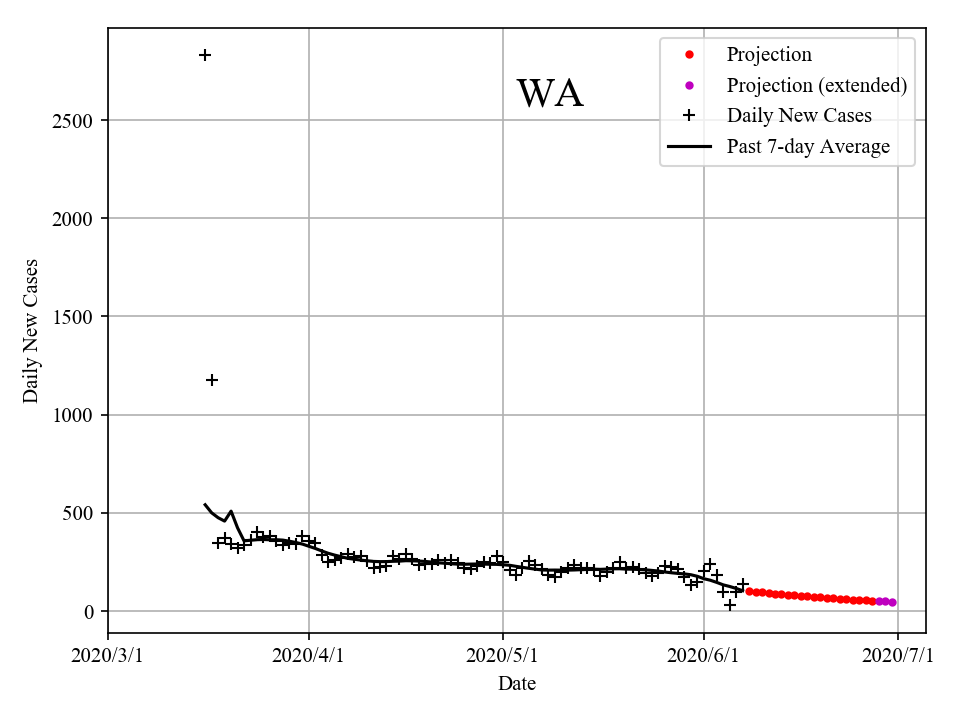 WA
Projection
Projection (extended)
Daily New Cases
Past 7-day Average
Daily New Cases
2500
2000
1500
1000
500
0
2020/3/1
2020/4/1
2020/5/1
2020/6/1
2020/7/1
Date